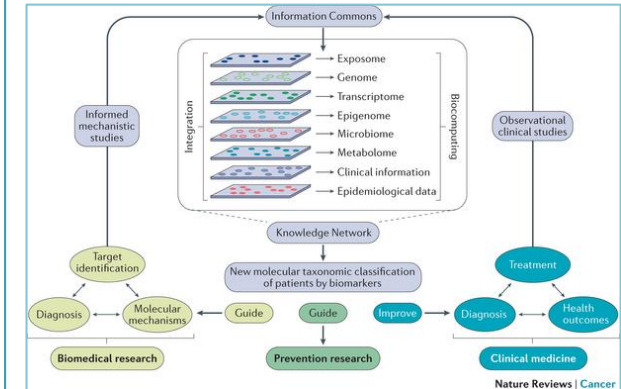 Information Commons
Integration
Exposome
Genome
Transcriptome
Epigenome
Microbiome
Metabolome
Clinical information
Epidemiological data
Biocomputing
Informed
mechanistic
studies
Observational
clinical studies
Knowledge Network
New molecular taxonomic classification
of patients by biomarkers
Target
identification
Diagnosis
Molecular
mechanisms
Guide
Guide
Improve
Treatment
Diagnosis
Health
outcomes
Biomedical research
Prevention research
Clinical medicine
Nature Reviews | Cancer